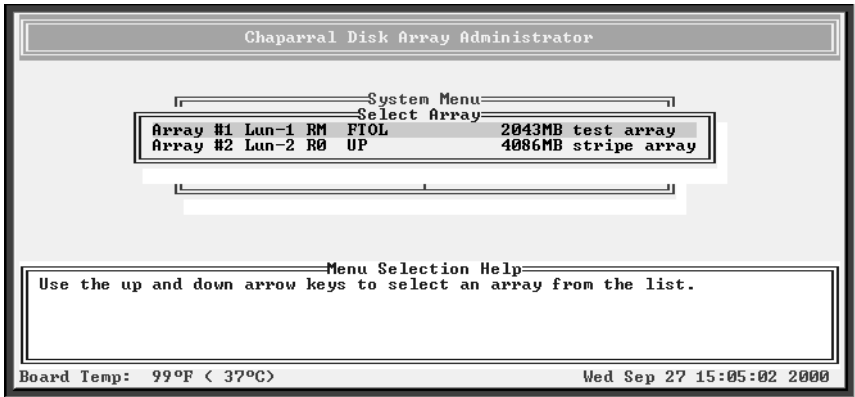 Chaparral Disk Array Administrator
System Menu
Select Array
Array #1 Lun-1 RM FTOL 2043MB test array
Array #2 Lun-2 R0 UP 4086MB stripe array
Menu Selection Help
Use the up and down arrow keys to select an array from the list.
Board Temp: 99ºF ( 37ºC) Wed Sep 27 15:05:02 2000